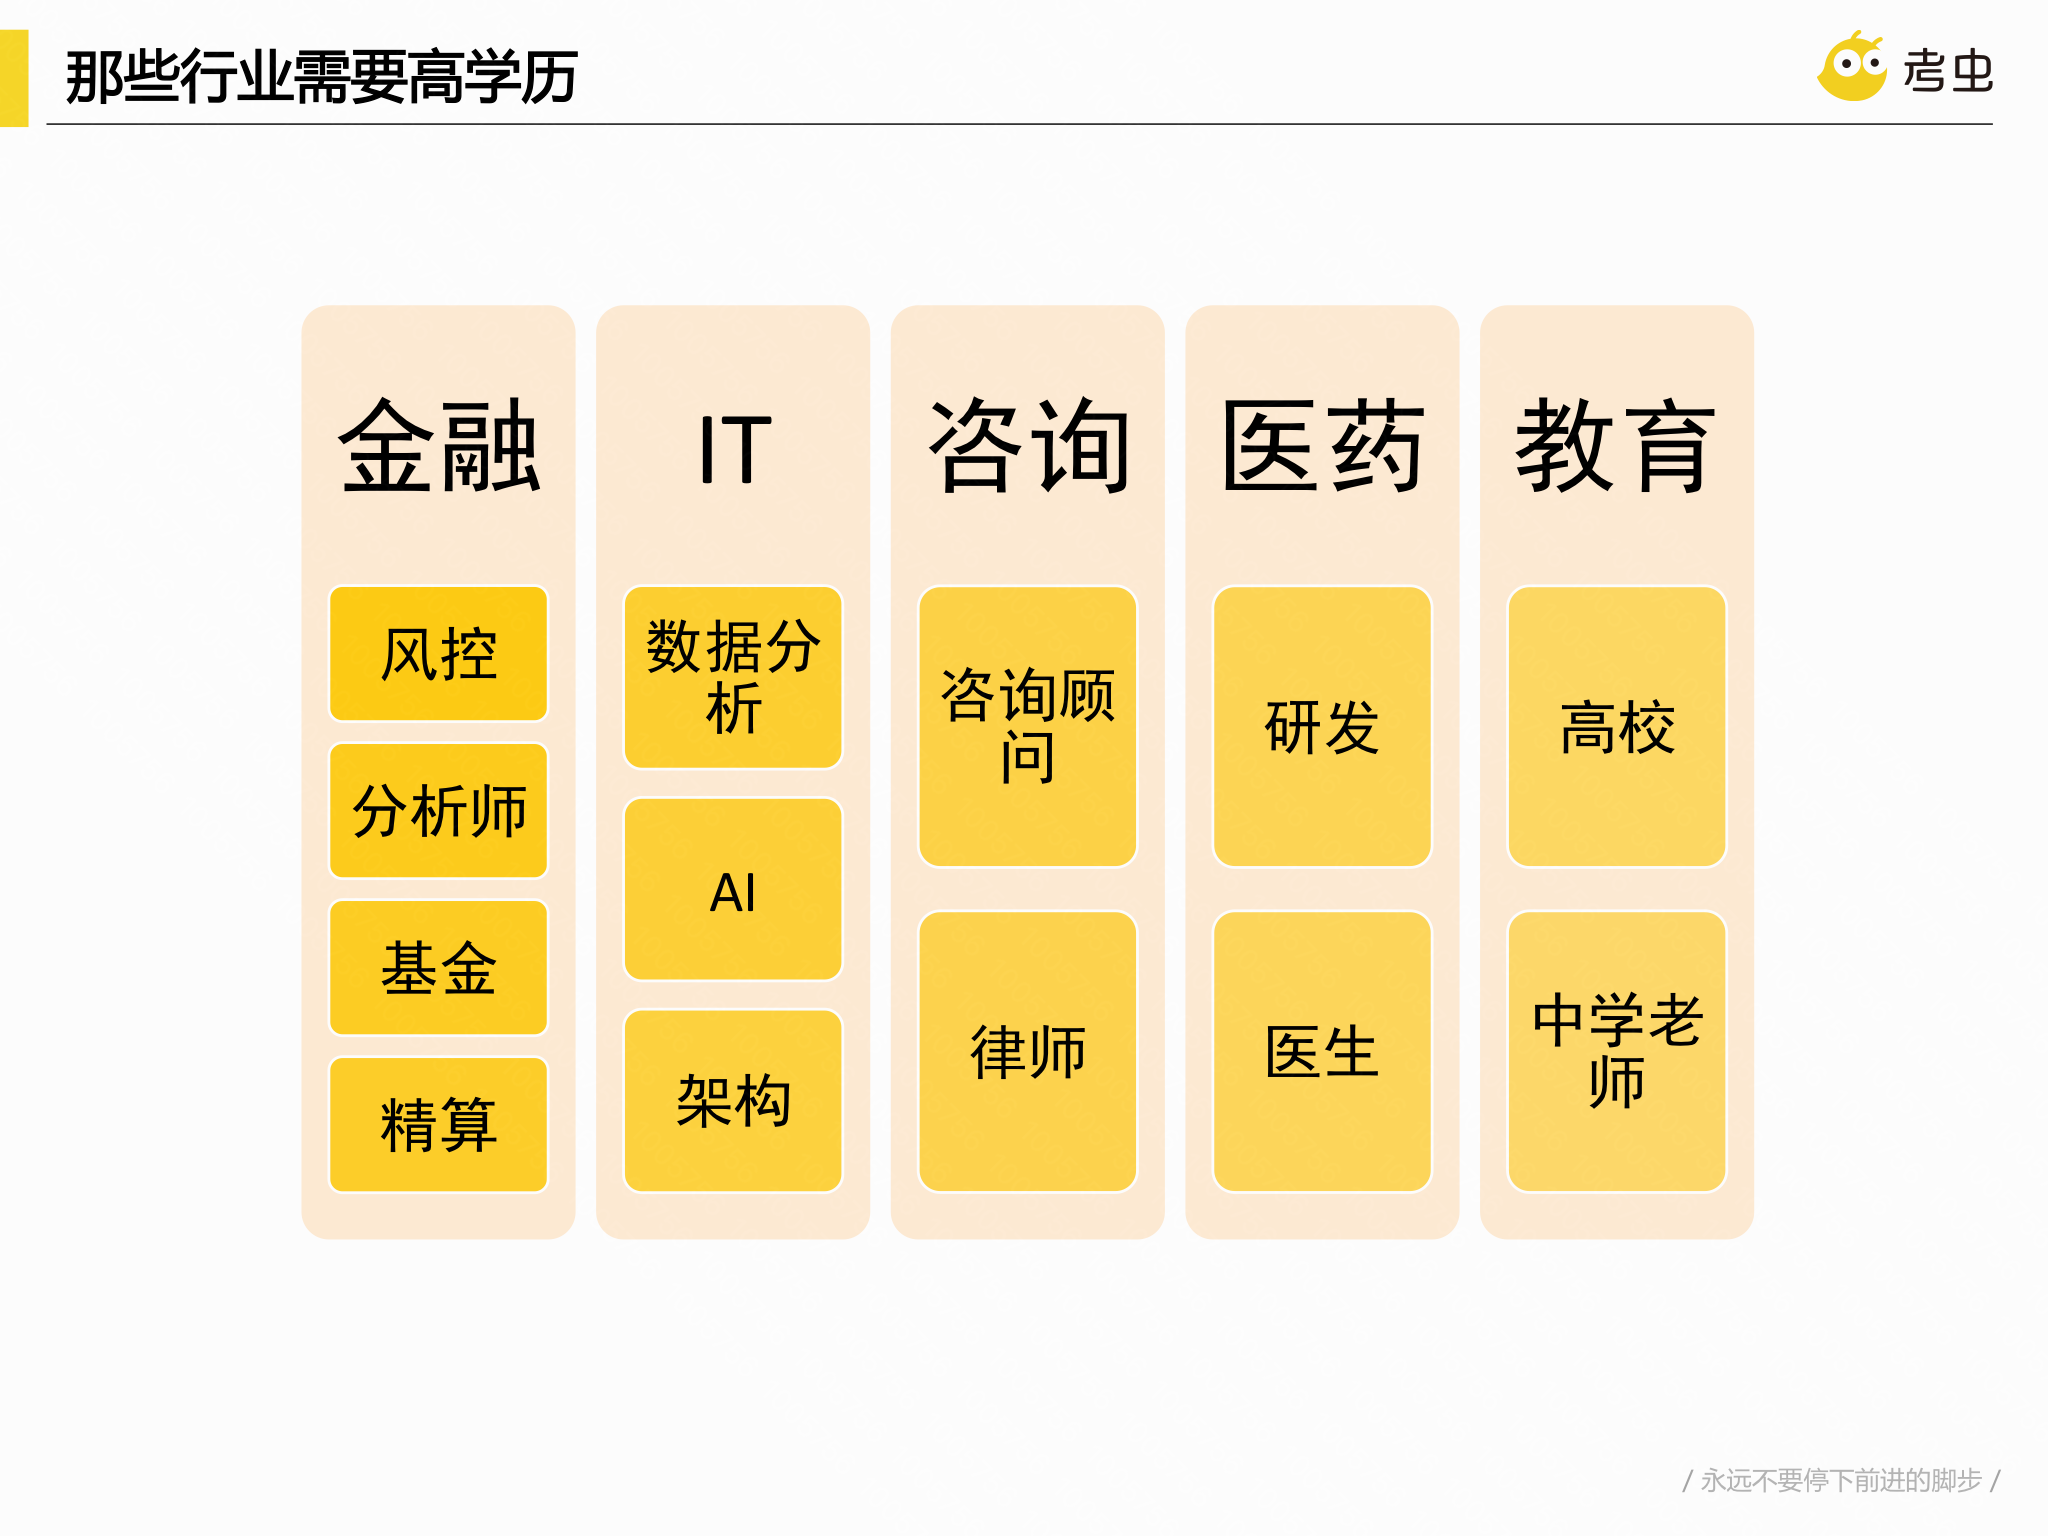 那些行业需要高学历
考虫
金融
风控
分析师
基金
精算
IT
数据分
析
AI
架构
咨询
咨询顾
问
律师
医药
研发
医生
教育
高校
中学老
师
/ 永远不要停下前进的脚步 /